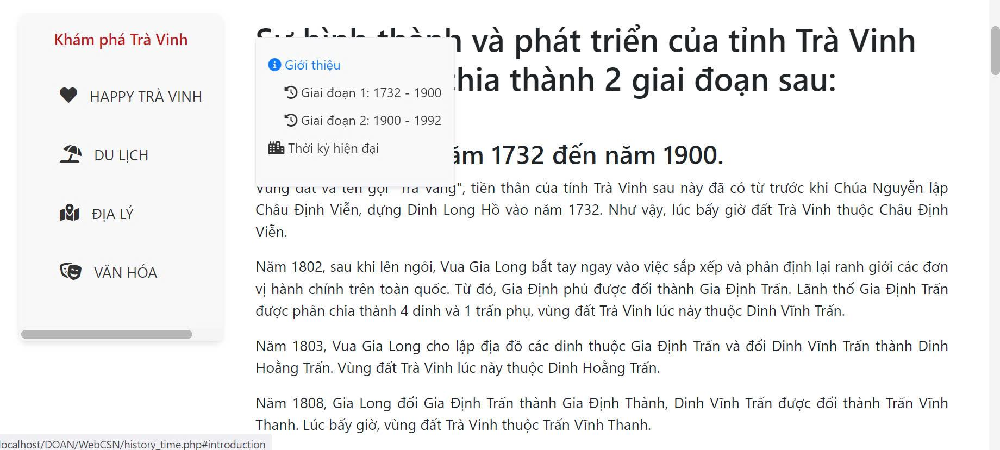 Khám phá Trà Vinh
HAPPY TRÀ VINH
DU LỊCH
ĐỊA LÝ
VĂN HÓA
Giới thiệu
Giai đoạn 1: 1732 - 1900
Giai đoạn 2: 1900 - 1992
Thời kỳ hiện đại
Sự hình thành và phát triển của tỉnh Trà Vinh
chia thành 2 giai đoạn sau:
năm 1732 đến năm 1900.
Vùng đất và tên gọi "Trà Vang", tiền thân của tỉnh Trà Vinh sau này đã có từ trước khi Chúa Nguyễn lập
Châu Định Viễn, dựng Dinh Long Hồ vào năm 1732. Như vậy, lúc bấy giờ đất Trà Vinh thuộc Châu Định
Viễn.
Năm 1802, sau khi lên ngôi, Vua Gia Long bắt tay ngay vào việc sắp xếp và phân định lại ranh giới các đơn
vị hành chính trên toàn quốc. Từ đó, Gia Định phủ được đổi thành Gia Định Trấn. Lãnh thổ Gia Định Trấn
được phân chia thành 4 dinh và 1 trấn phụ, vùng đất Trà Vinh lúc này thuộc Dinh Vĩnh Trấn.
Năm 1803, Vua Gia Long cho lập địa đồ các dinh thuộc Gia Định Trấn và đổi Dinh Vĩnh Trấn thành Dinh
Hoằng Trấn. Vùng đất Trà Vinh lúc này thuộc Dinh Hoằng Trấn.
Năm 1808, Gia Long đổi Gia Định Trấn thành Gia Định Thành, Dinh Vĩnh Trấn được đổi thành Trấn Vĩnh
Thanh. Lúc bấy giờ, vùng đất Trà Vinh thuộc Trấn Vĩnh Thanh.
localhost/DOAN/WebCSN/history_time.php#introduction